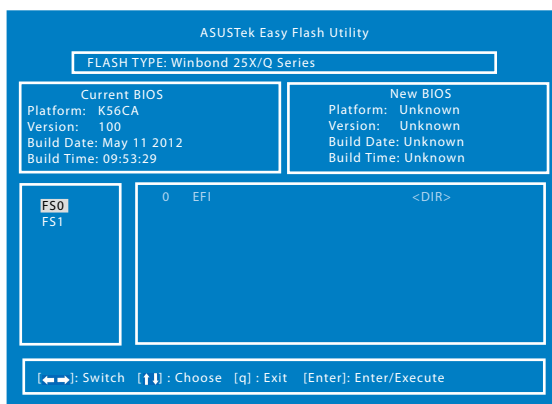 ASUSTek Easy Flash Utility
FLASH TYPE: Winbond 25X/Q Series
Current BIOS
Platform: K56CA
Version: 100
Build Date: May 11 2012
Build Time: 09:53:29
New BIOS
Platform: Unknown
Version: Unknown
Build Date: Unknown
Build Time: Unknown
FS0
FS1
0 EFI <DIR>
[←→]: Switch [↑↓] : Choose [q] : Exit [Enter]: Enter/Execute